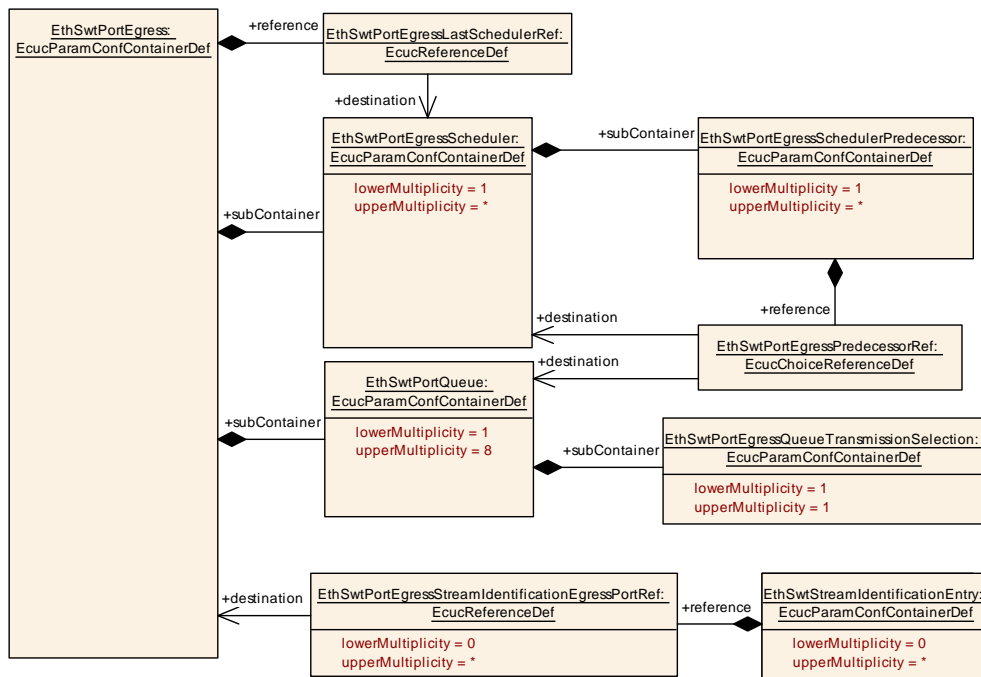 EthSwtPortEgress:
EcucParamConfContainerDef
+reference
EthSwtPortEgressLastSchedulerRef:
EcucReferenceDef
+destination
EthSwtPortEgressScheduler:
EcucParamConfContainerDef
lowerMultiplicity = 1
upperMultiplicity = *
+subContainer
+subContainer
EthSwtPortEgressSchedulerPredecessor:
EcucParamConfContainerDef
lowerMultiplicity = 1
upperMultiplicity = *
+reference
+destination
EthSwtPortEgressPredecessorRef:
EcucChoiceReferenceDef
+destination
EthSwtPortQueue:
EcucParamConfContainerDef
lowerMultiplicity = 1
upperMultiplicity = 8
+subContainer
+subContainer
EthSwtPortEgressQueueTransmissionSelection:
EcucParamConfContainerDef
lowerMultiplicity = 1
upperMultiplicity = 1
+destination
EthSwtPortEgressStreamIdentificationEgressPortRef:
EcucReferenceDef
lowerMultiplicity = 0
upperMultiplicity = *
+reference
EthSwtStreamIdentificationEntry:
EcucParamConfContainerDef
lowerMultiplicity = 0
upperMultiplicity = *